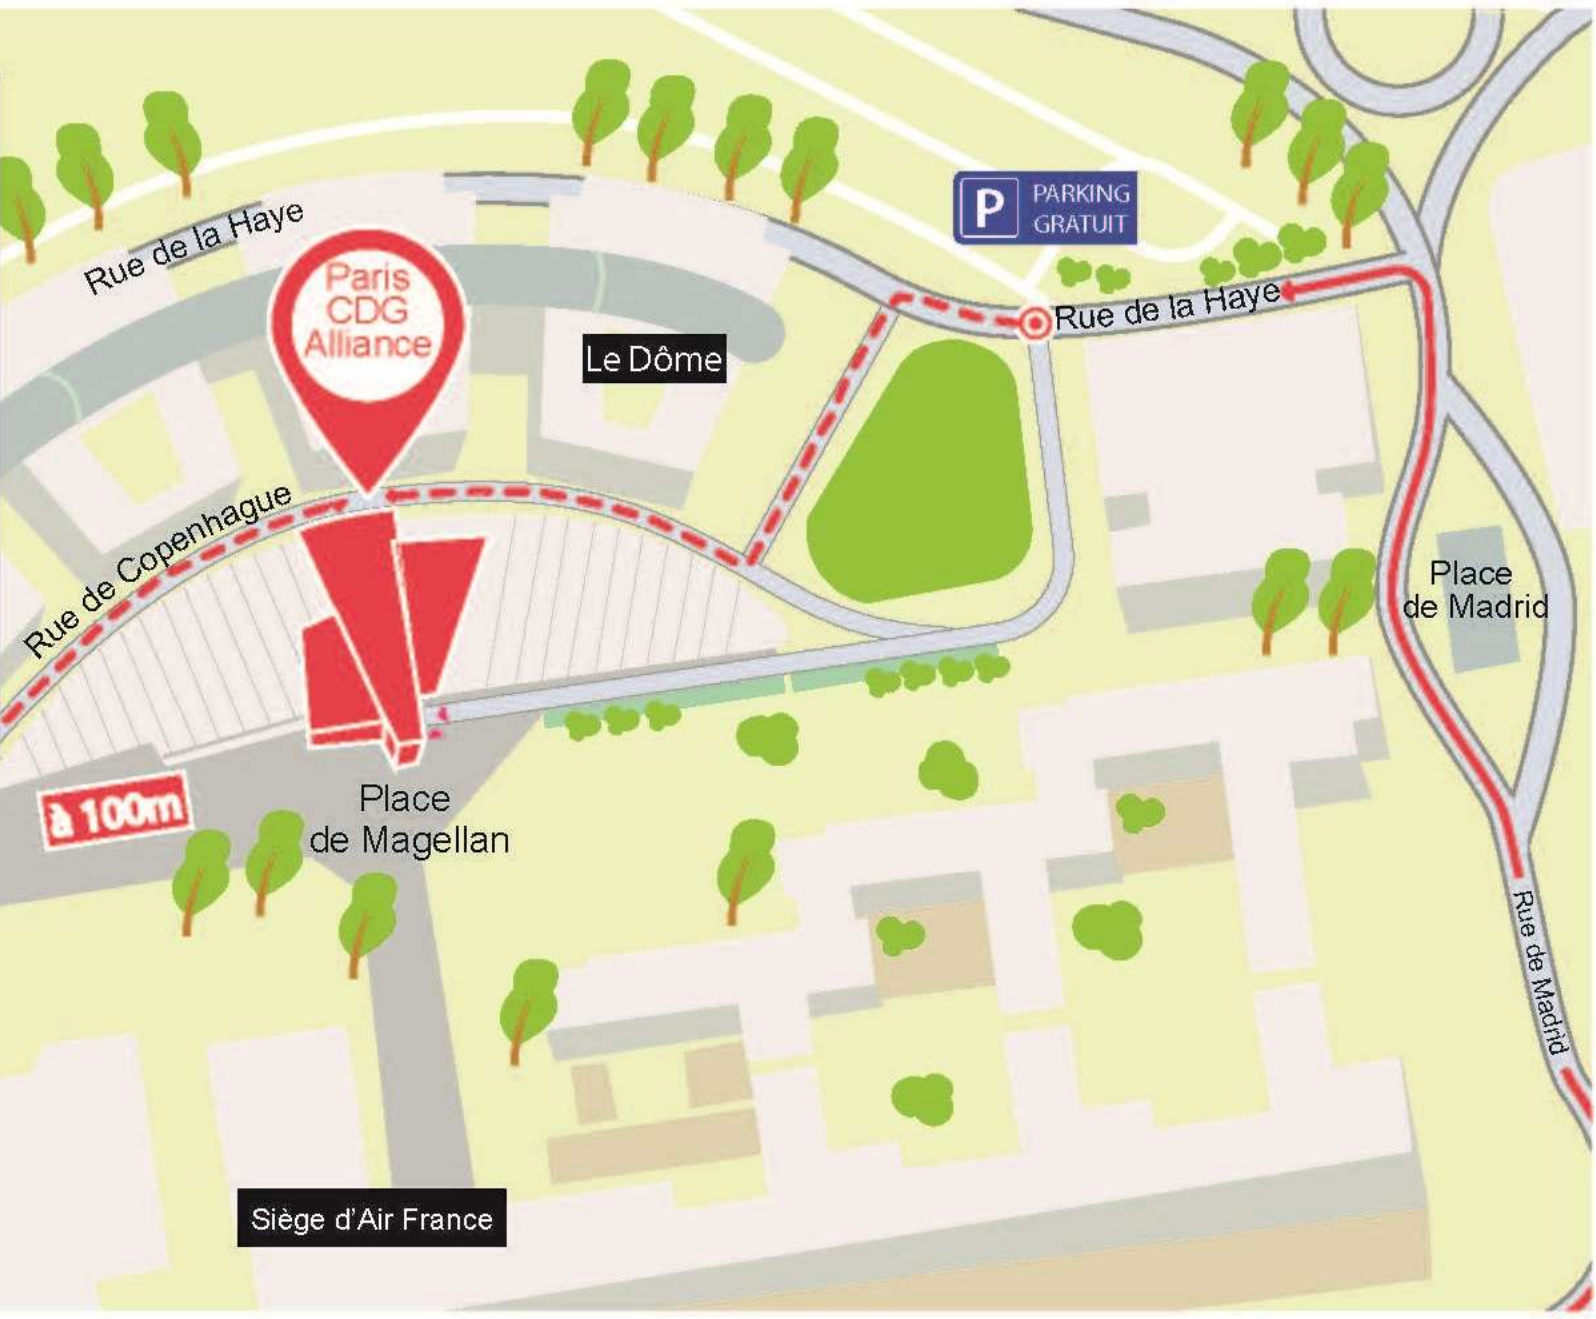 Rue de la Haye
Paris
CDG
Alliance
P
PARKING
GRATUIT
Rue de la Haye
Le Dôme
Rue de Copenhague
Place
de Madrid
à 100m
Place
de Magellan
Rue de Madrid
Siège d'Air France